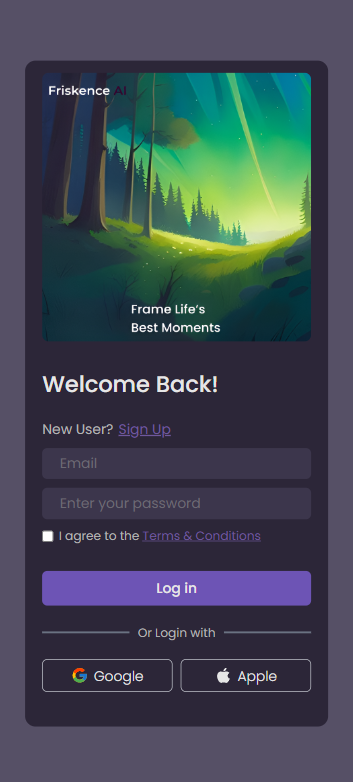 Friskence AI
Frame Life's
Best Moments
Welcome Back!
New User? Sign Up
Email
Enter your password
I agree to the Terms & Conditions
Log in
Or Login with
Google
Apple